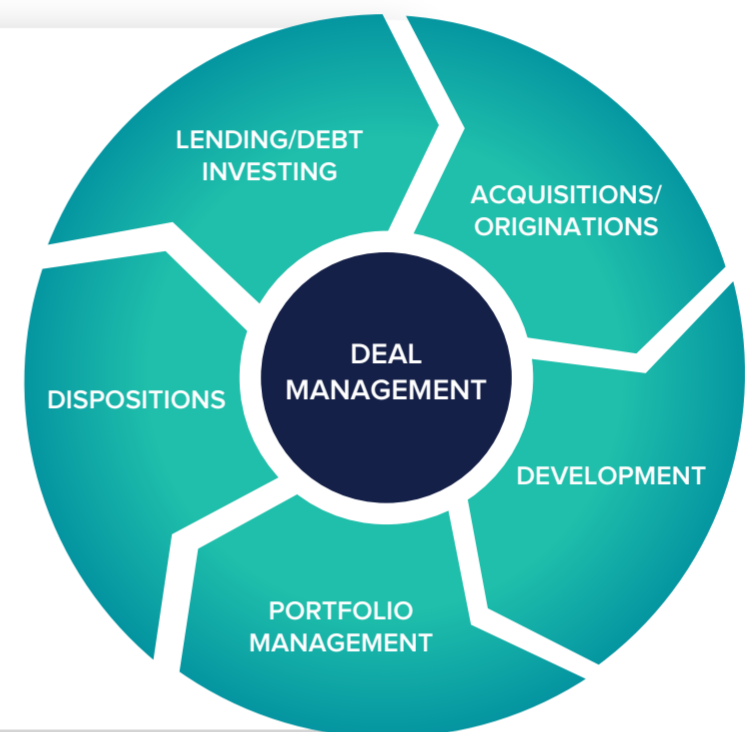 LENDING/DEBT
INVESTING
ACQUISITIONS/
ORIGINATIONS
DEAL
MANAGEMENT
DISPOSITIONS
DEVELOPMENT
PORTFOLIO
MANAGEMENT